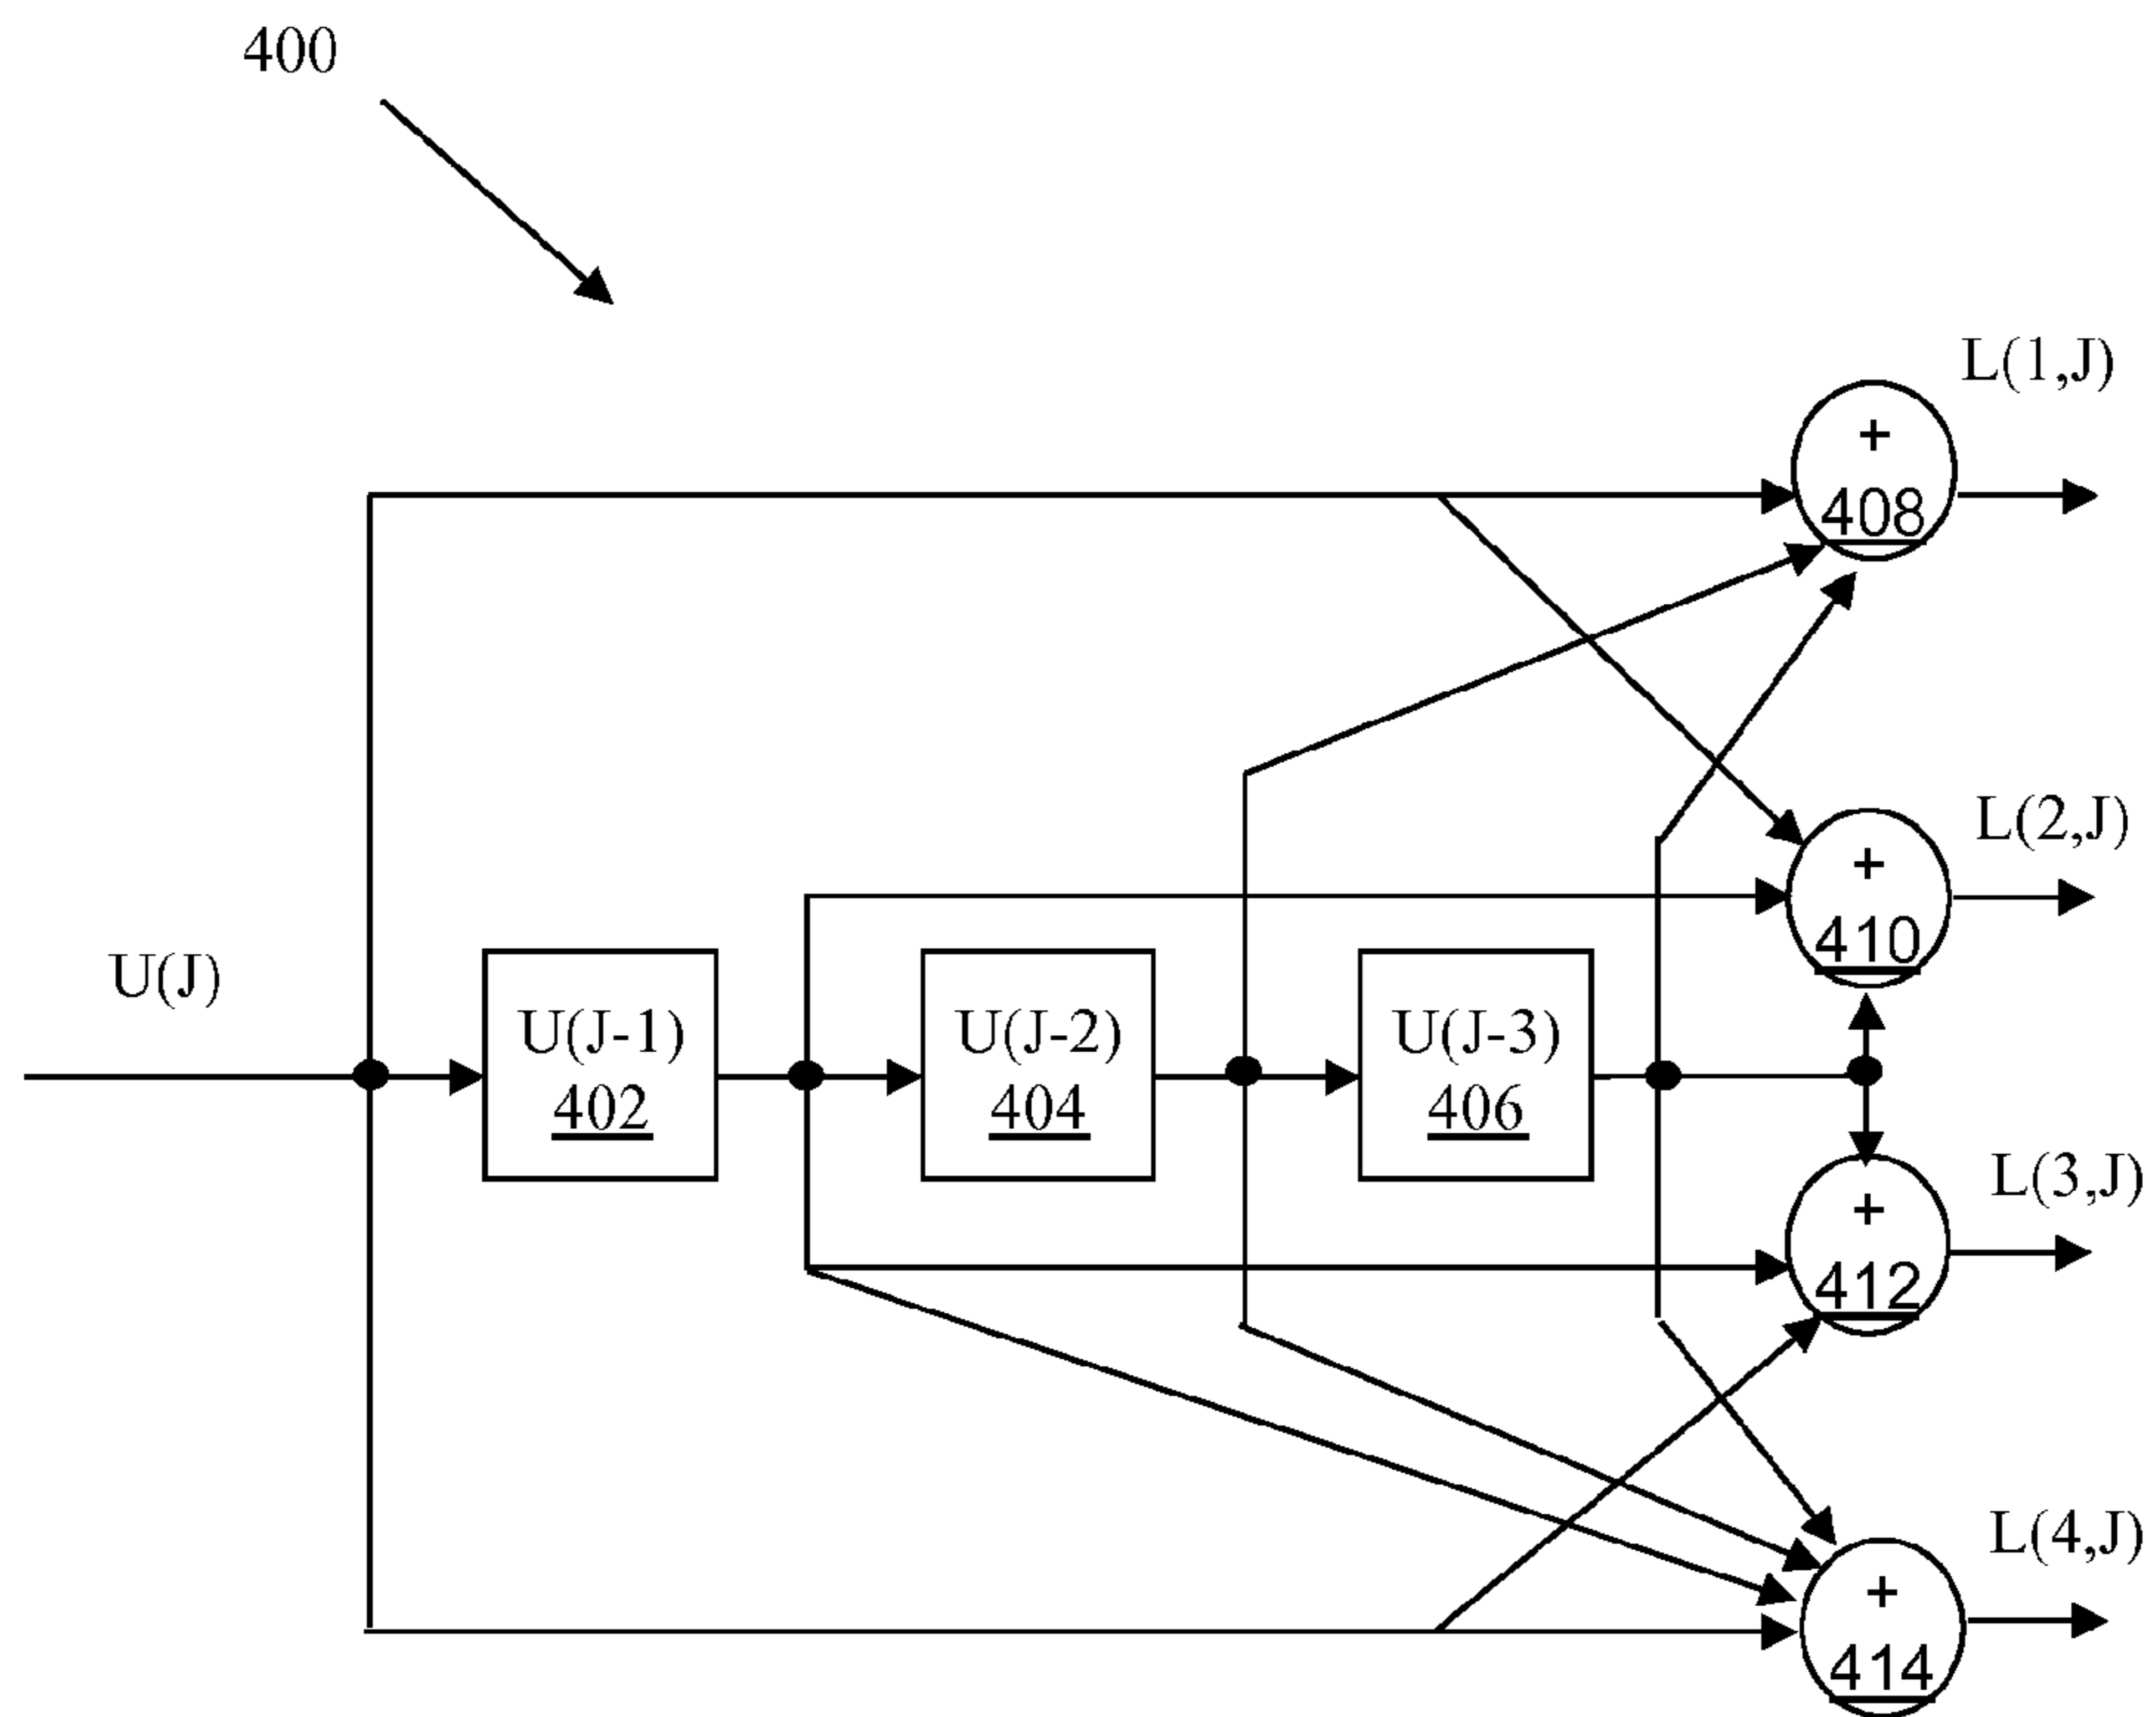 400
L(1,J)
+
408
L(2,J)
+
410
U(J)
U(J-1)
402
U(J-2)
404
U(J-3)
406
L(3,J)
+
412
L(4,J)
+
414